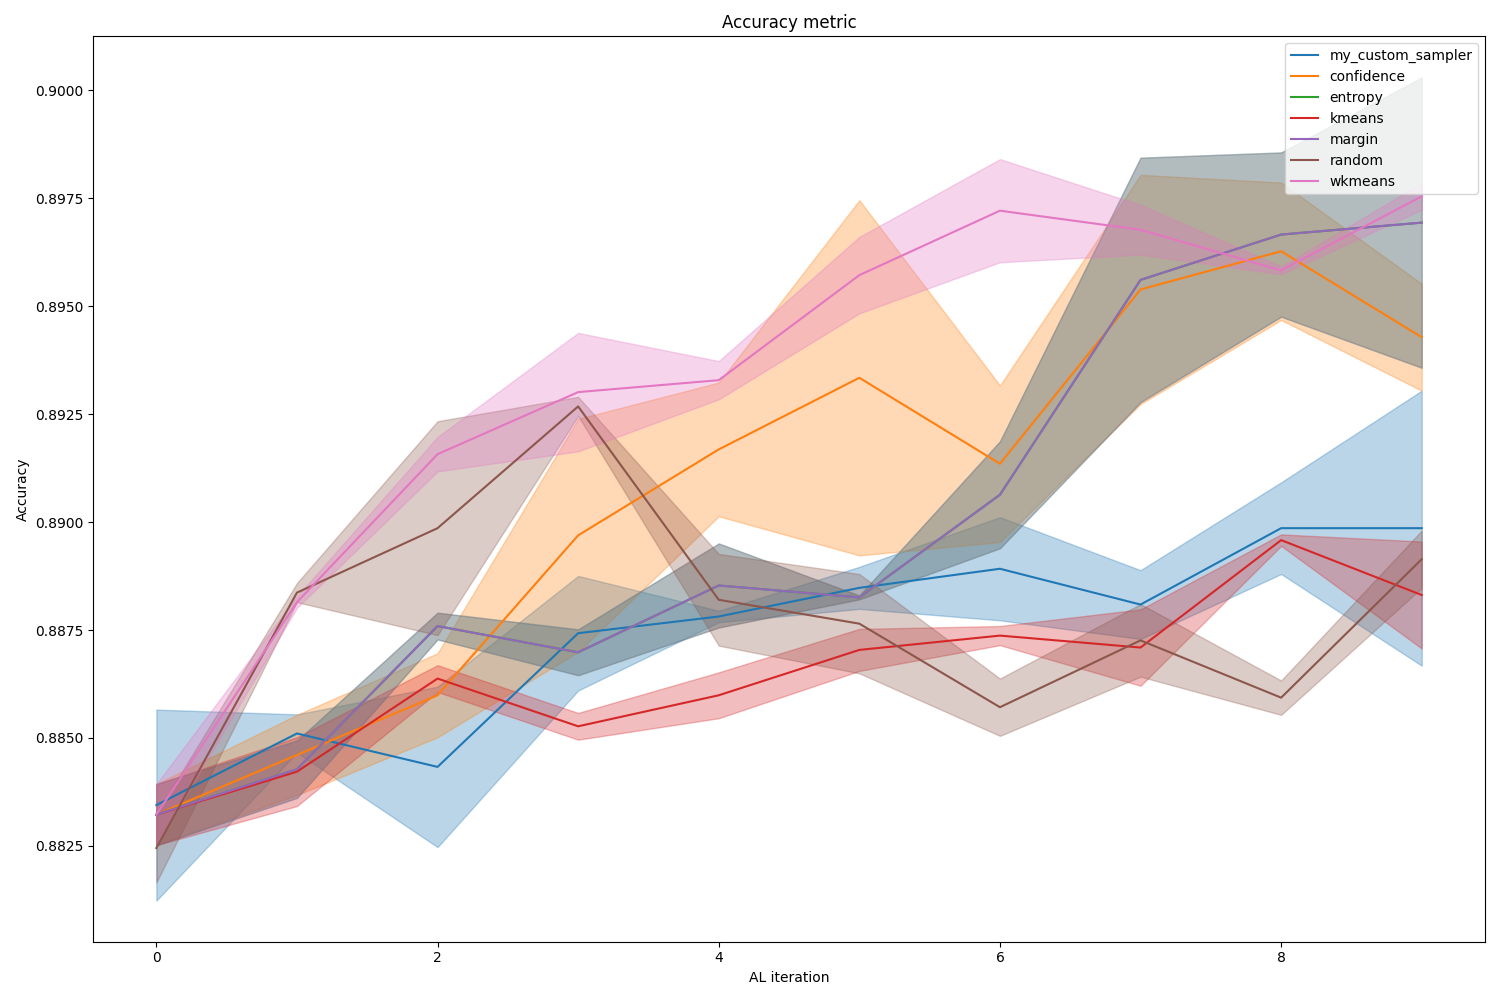 Accuracy metric
my_custom_sampler
confidence
entropy
kmeans
margin
random
wkmeans
0.9000
0.8975
0.8950
0.8925
0.8900
0.8875
0.8850
0.8825
Accuracy
0 2 4 6 8
AL iteration